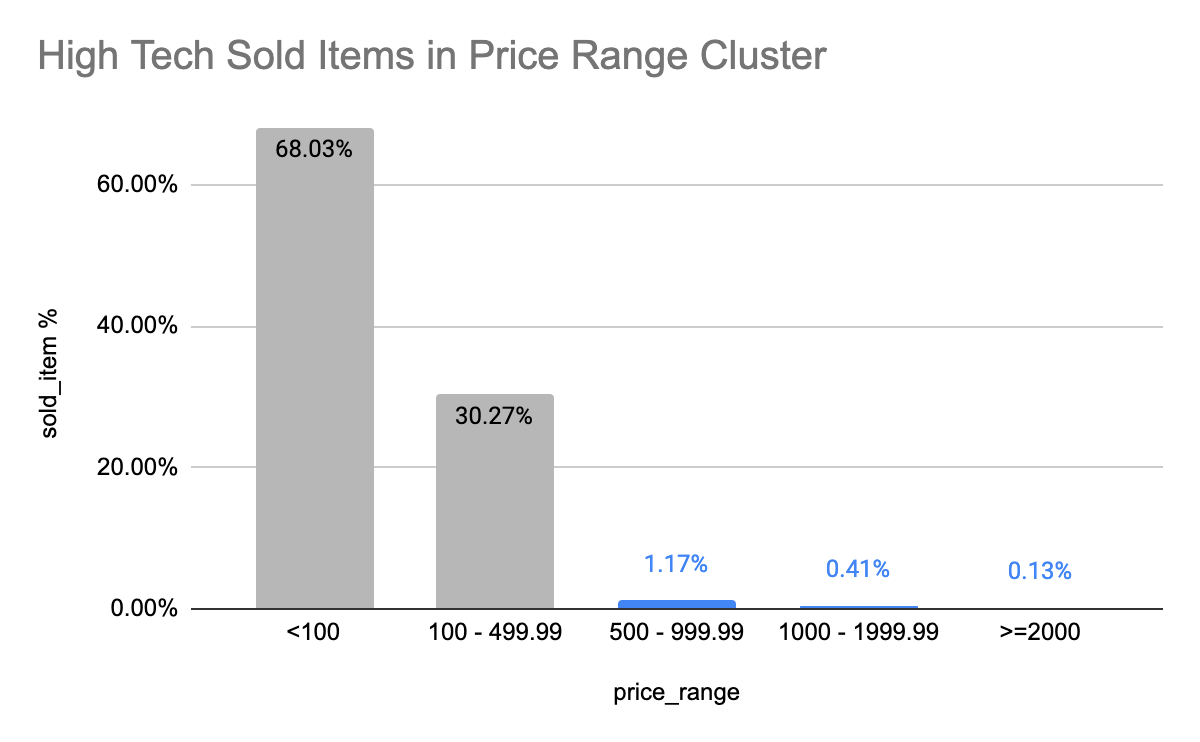 High Tech Sold Items in Price Range Cluster
68.03%
60.00%
sold_item %
40.00%
30.27%
20.00%
1.17%
0.41%
0.13%
0.00%
<100
100 - 499.99
500 - 999.99
1000 - 1999.99
>=2000
price_range